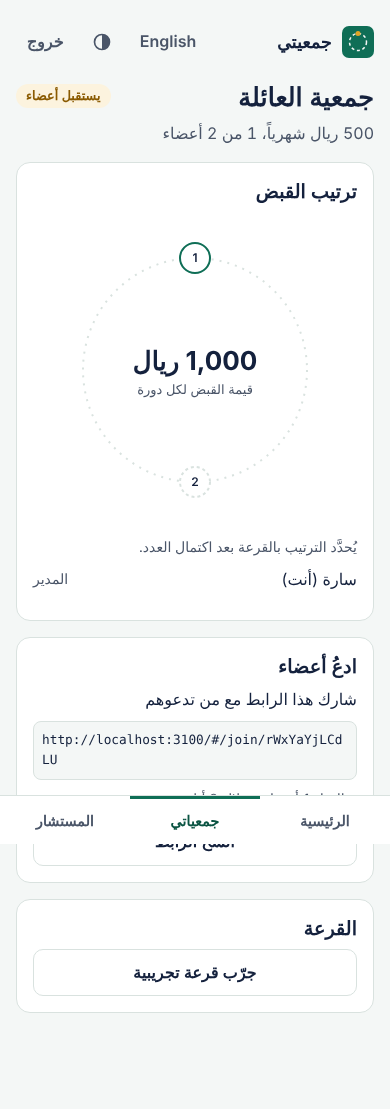 جمعيتي
English
خروج
جمعية العائلة
يستقبل أعضاء
500 ريال شهرياً، 1 من 2 أعضاء
ترتيب القبض
1
1,000 ريال
قيمة القبض لكل دورة
2
يُحدَّد الترتيب بالقرعة بعد اكتمال العدد.
سارة (أنت)
المدير
ادعُ أعضاء
شارك هذا الرابط مع من تدعوهم
http://localhost:3100/#/join/rWxYaYjLCd
LU
الرئيسية
جمعياتي
المستشار
القرعة
جرّب قرعة تجريبية